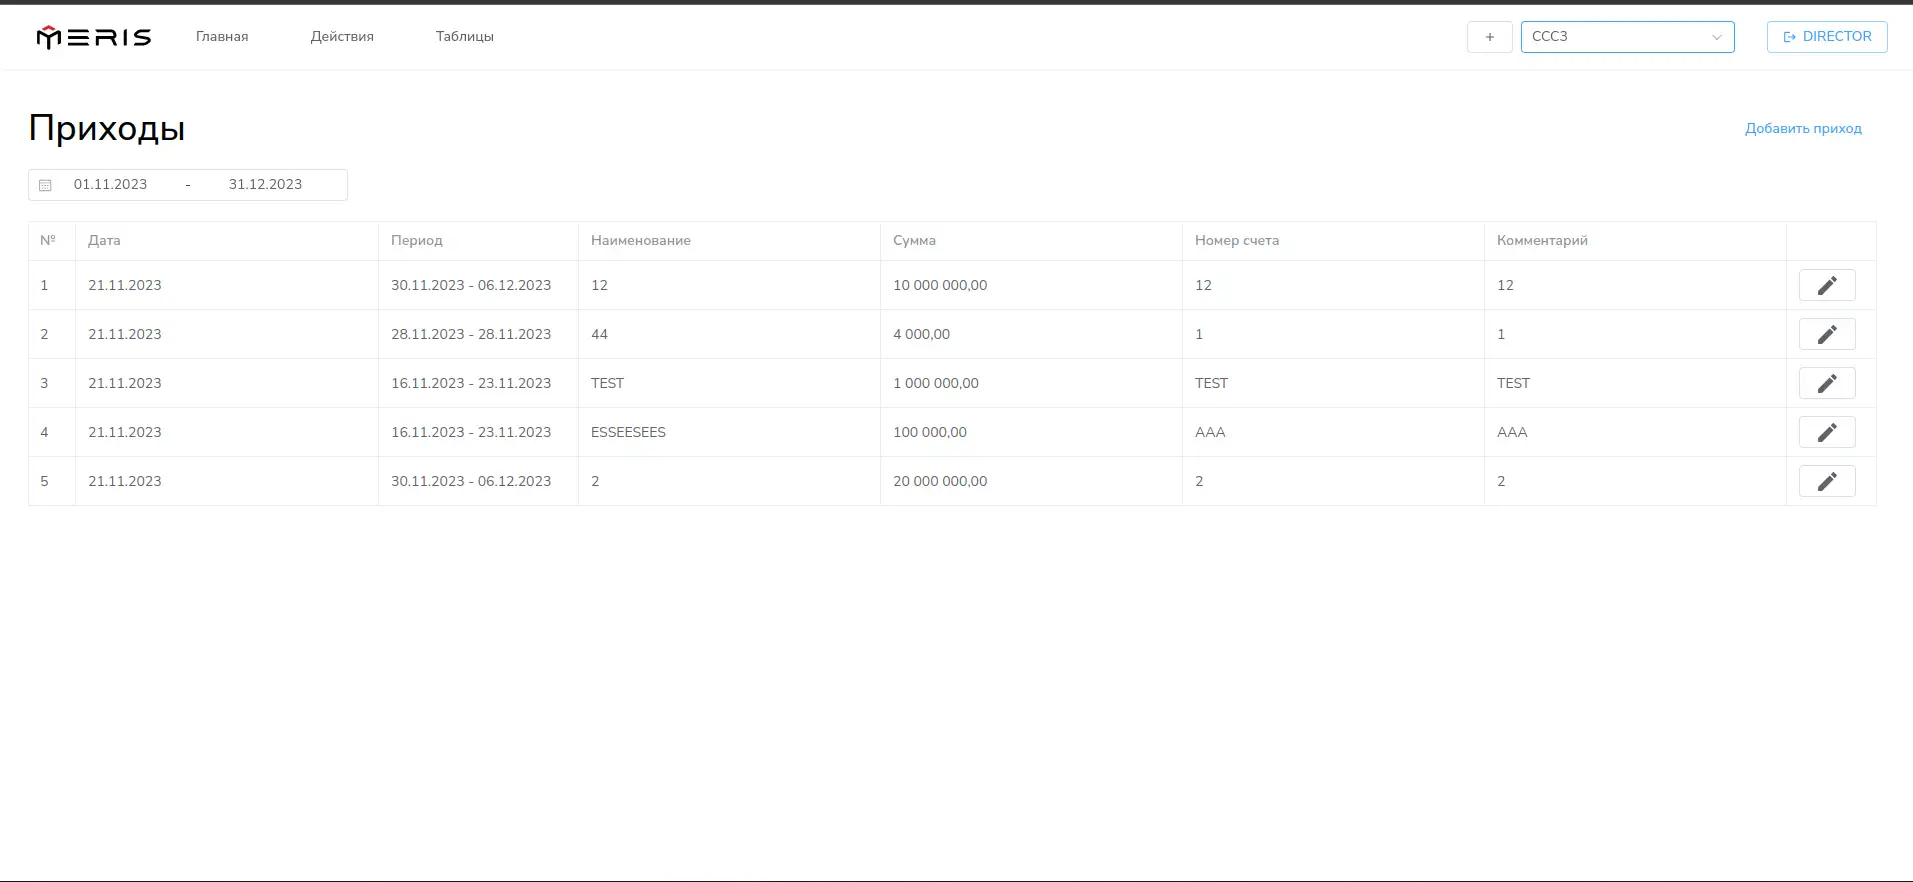 MERIS Главная Действия Таблицы + CCC3 DIRECTOR
Приходы Добавить приход
01.11.2023 - 31.12.2023
№ Дата Период Наименование Сумма Номер счета Комментарий
1 21.11.2023 30.11.2023 - 06.12.2023 12 10 000 000,00 12 12
2 21.11.2023 28.11.2023 - 28.11.2023 44 4 000,00 1 1
3 21.11.2023 16.11.2023 - 23.11.2023 TEST 1 000 000,00 TEST TEST
4 21.11.2023 16.11.2023 - 23.11.2023 ESSEESEES 100 000,00 AAA AAA
5 21.11.2023 30.11.2023 - 06.12.2023 2 20 000 000,00 2 2